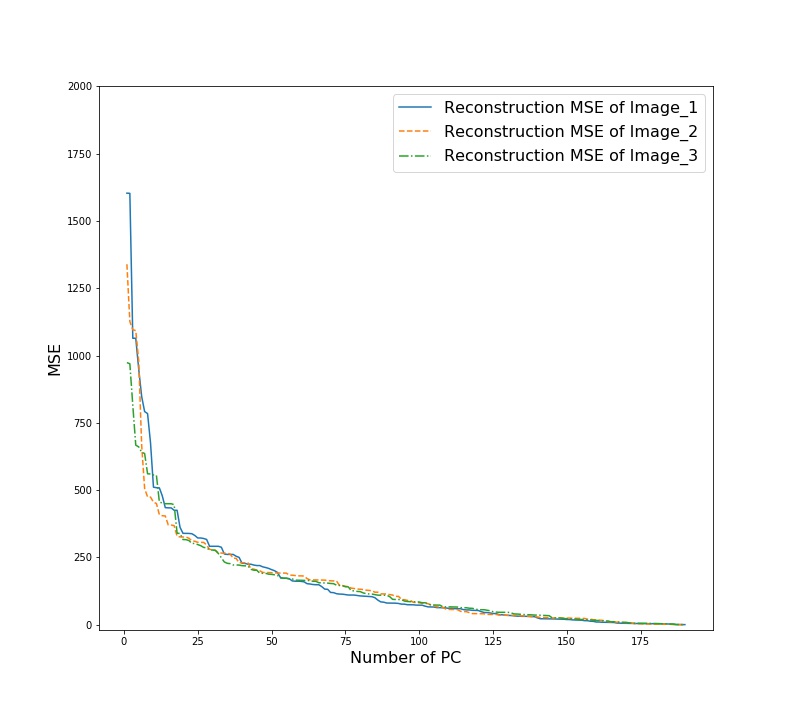 2000
1750
1500
1250
1000
750
500
250
0
MSE
Reconstruction MSE of Image_1
Reconstruction MSE of Image_2
Reconstruction MSE of Image_3
0 25 50 75 100 125 150 175
Number of PC